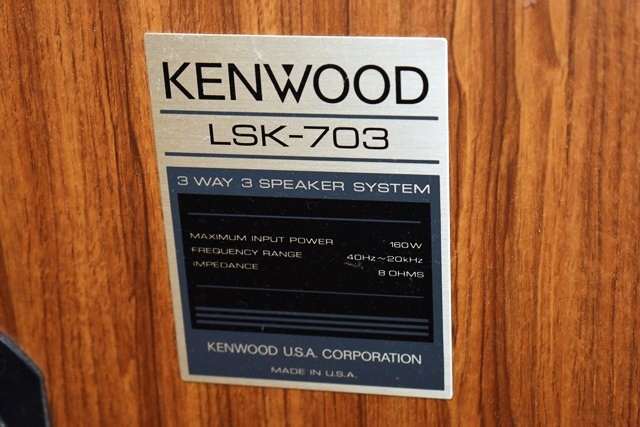 KENWOOD
LSK-703
3 WAY 3 SPEAKER SYSTEM
MAXIMUM INPUT POWER 160W
FREQUENCY RANGE 40Hz~20kHz
IMPEDANCE 8 OHMS
KENWOOD U.S.A. CORPORATION
MADE IN U.S.A.